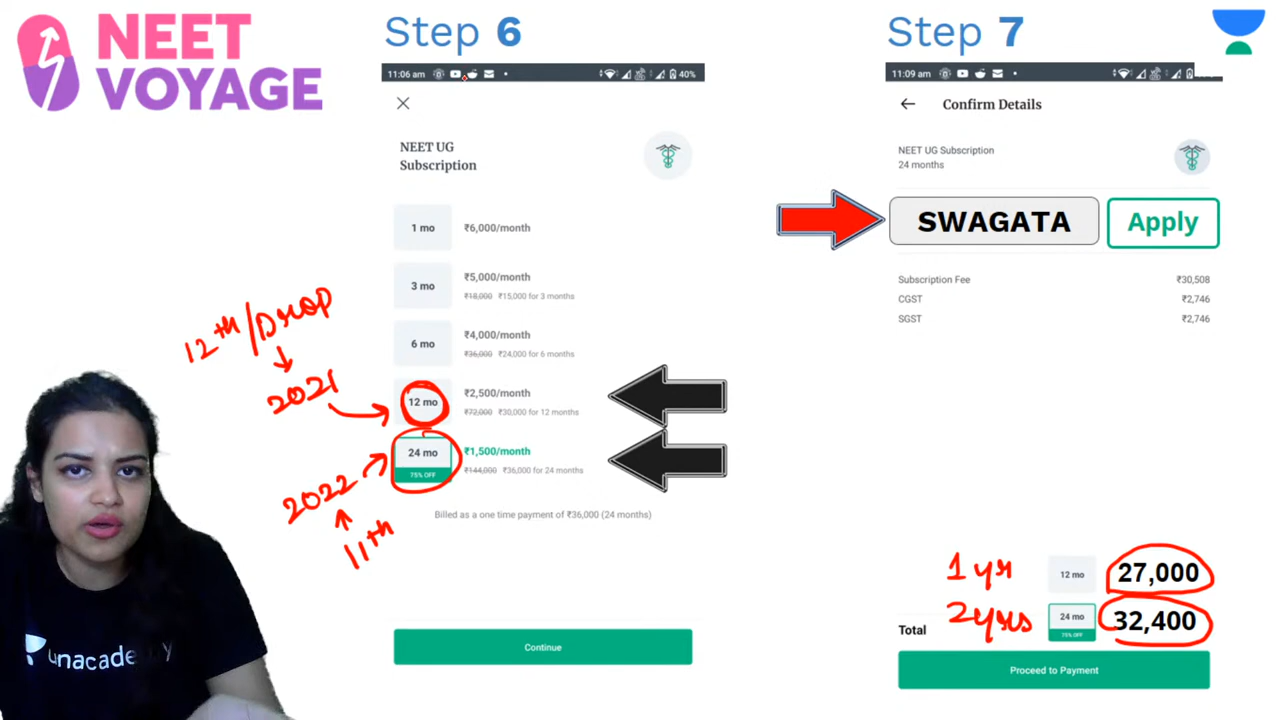 NEET
VOYAGE
Step 6
11:06 am
40%
NEET UG
Subscription
1 mo ₹6,000/month
3 mo ₹5,000/month
₹18,000 ₹15,000 for 3 months
6 mo ₹4,000/month
₹36,000 ₹24,000 for 6 months
12 mo ₹2,500/month
₹72,000 ₹30,000 for 12 months
24 mo ₹1,500/month
75% OFF ₹144,000 ₹36,000 for 24 months
Billed as a one time payment of ₹36,000 (24 months)
Continue
12th/Drop
2021
2022
11th
unacademy
Step 7
11:09 am
Confirm Details
NEET UG Subscription
24 months
SWAGATA Apply
Subscription Fee ₹30,508
CGST ₹2,746
SGST ₹2,746
1 yr 12 mo 27,000
2 yrs 24 mo 32,400
75% OFF
Total
Proceed to Payment